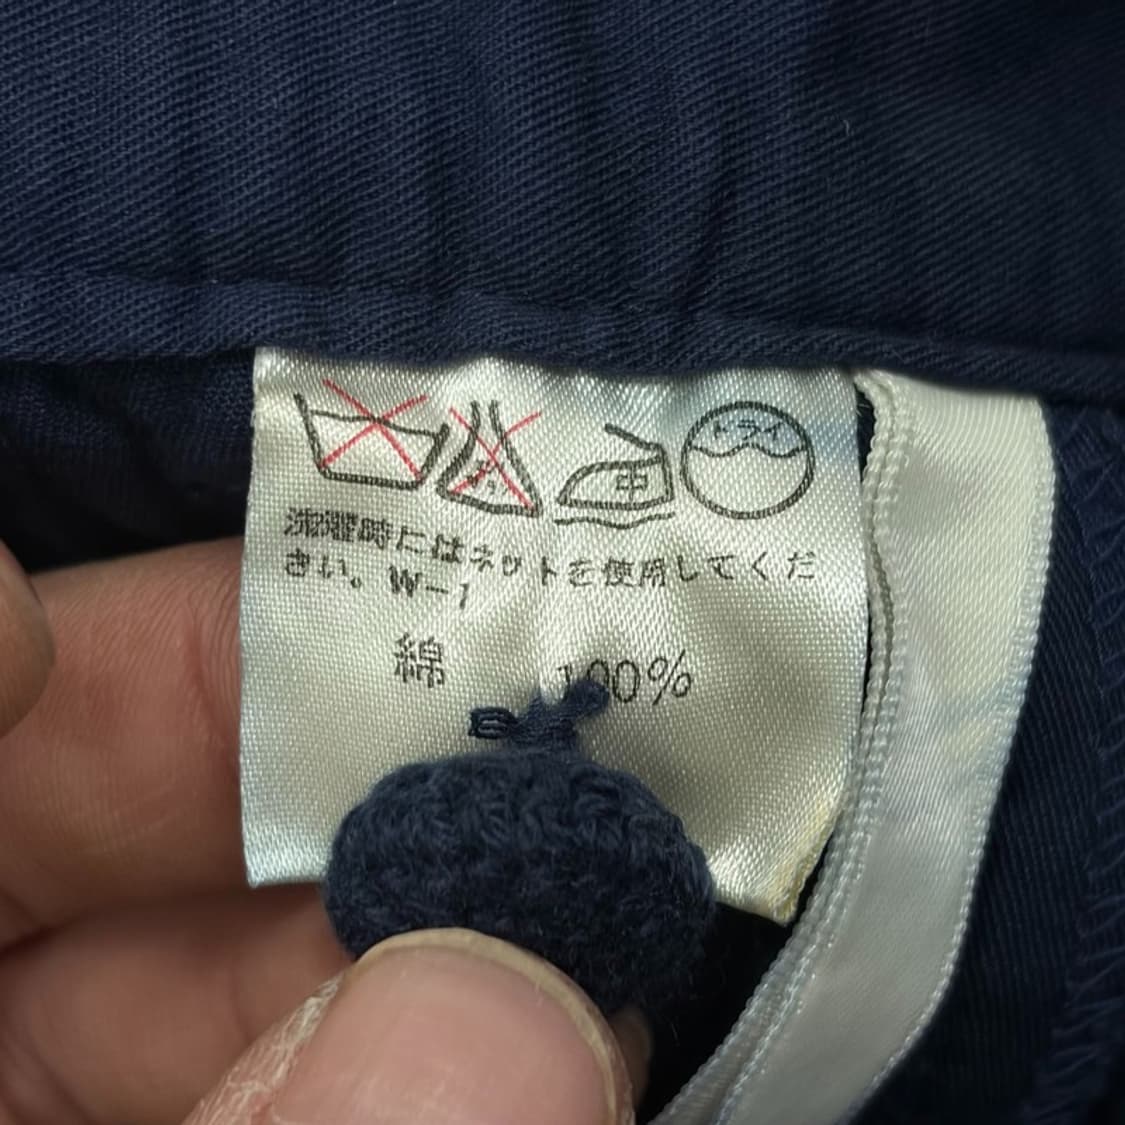 中 ドライ
洗濯時にはネットを使用してくだ
さい。W-1
綿 100%